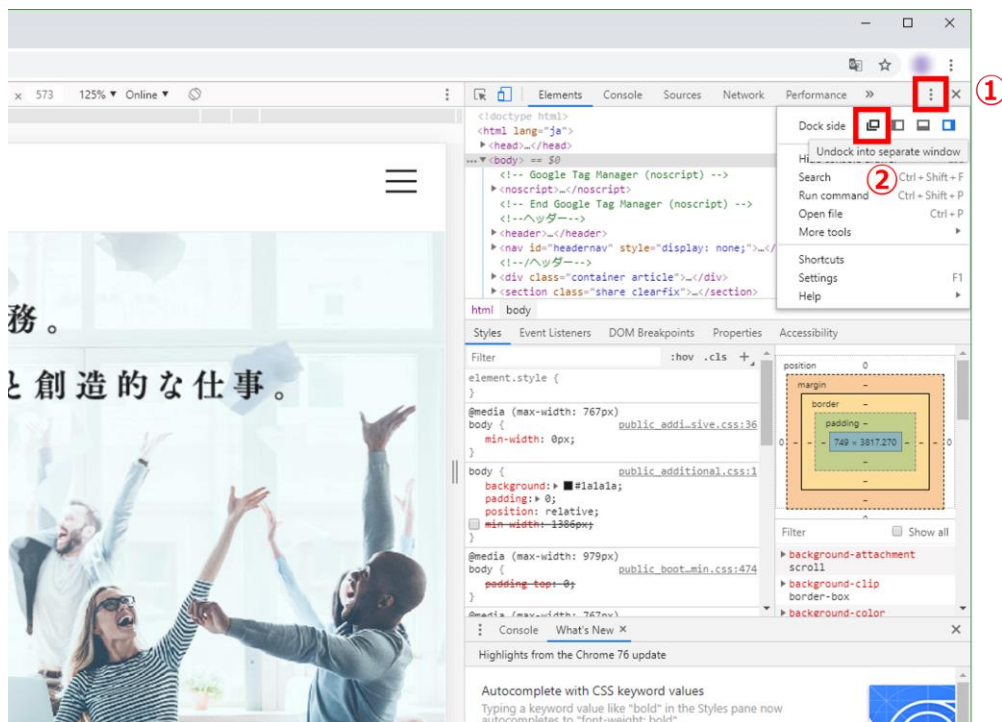 x 573 125% ▼ Online ▼
Elements Console Sources Network Performance »
①
Dock side
Undock into separate window
②
Search Ctrl + Shift + F
Run command Ctrl + Shift + P
Open file Ctrl + P
More tools
Shortcuts
Settings F1
Help
<!doctype html>
<html lang="ja">
<head>…</head>
<body> == $0
<!-- Google Tag Manager (noscript) -->
<noscript>…</noscript>
<!-- End Google Tag Manager (noscript) -->
<!--ヘッダー-->
<header>…</header>
<nav id="headernav" style="display: none;">…</
<!--/ヘッダー-->
<div class="container article">…</div>
<section class="share clearfix">…</section>
html body
務。
と創造的な仕事。
Styles Event Listeners DOM Breakpoints Properties Accessibility
Filter :hov .cls +
element.style {
}
@media (max-width: 767px)
body { public_addi…sive.css:36
min-width: 0px;
}
body { public_additional.css:1
background: #1a1a1a;
padding: 0;
position: relative;
min-width: 1386px;
}
@media (max-width: 979px)
body { public_boot…min.css:474
padding-top: 0;
}
@media (max-width: 767px)
position 0
margin -
border -
padding -
0 - - - 749 × 3817.270 - - - 0
-
-
-
Filter Show all
background-attachment
scroll
background-clip
border-box
background-color
Console What's New ×
Highlights from the Chrome 76 update
Autocomplete with CSS keyword values
Typing a keyword value like "bold" in the Styles pane now
autocompletes to "font-weight: bold"